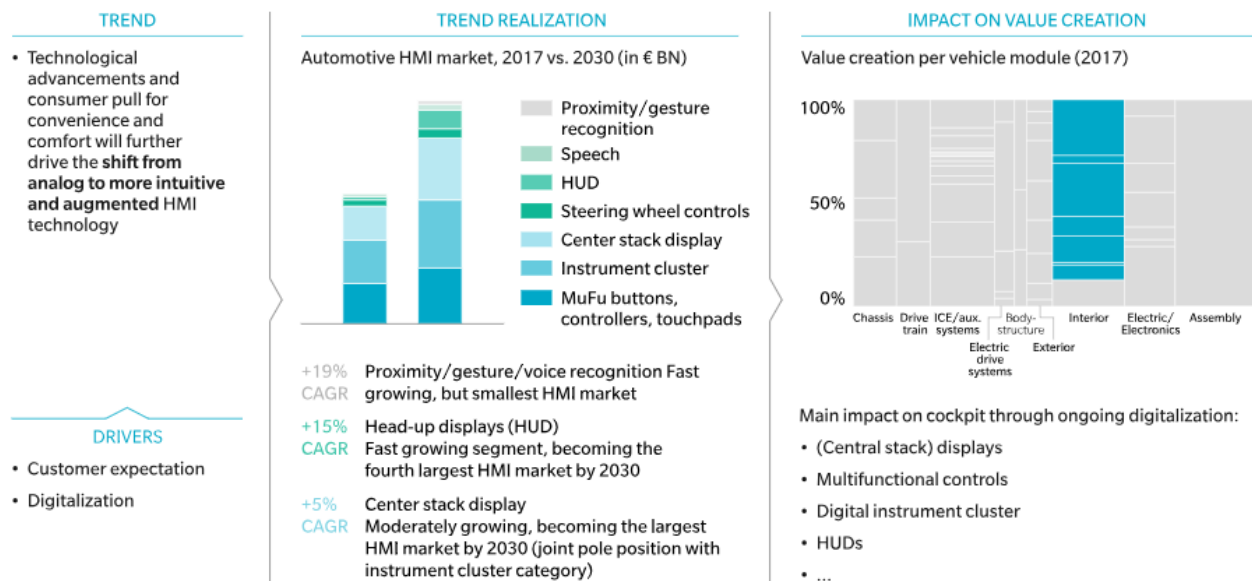 TREND
• Technological
advancements and
consumer pull for
convenience and
comfort will further
drive the shift from
analog to more intuitive
and augmented HMI
technology
DRIVERS
• Customer expectation
• Digitalization
TREND REALIZATION
Automotive HMI market, 2017 vs. 2030 (in € BN)
Proximity/gesture
recognition
Speech
HUD
Steering wheel controls
Center stack display
Instrument cluster
MuFu buttons,
controllers, touchpads
+19% Proximity/gesture/voice recognition Fast
CAGR growing, but smallest HMI market
+15% Head-up displays (HUD)
CAGR Fast growing segment, becoming the
fourth largest HMI market by 2030
+5% Center stack display
CAGR Moderately growing, becoming the largest
HMI market by 2030 (joint pole position with
instrument cluster category)
IMPACT ON VALUE CREATION
Value creation per vehicle module (2017)
100%
50%
0%
Chassis
Drive
train
ICE/aux.
systems
Electric
drive
systems
Body-
structure
Exterior
Interior
Electric/
Electronics
Assembly
Main impact on cockpit through ongoing digitalization:
• (Central stack) displays
• Multifunctional controls
• Digital instrument cluster
• HUDs
• ...